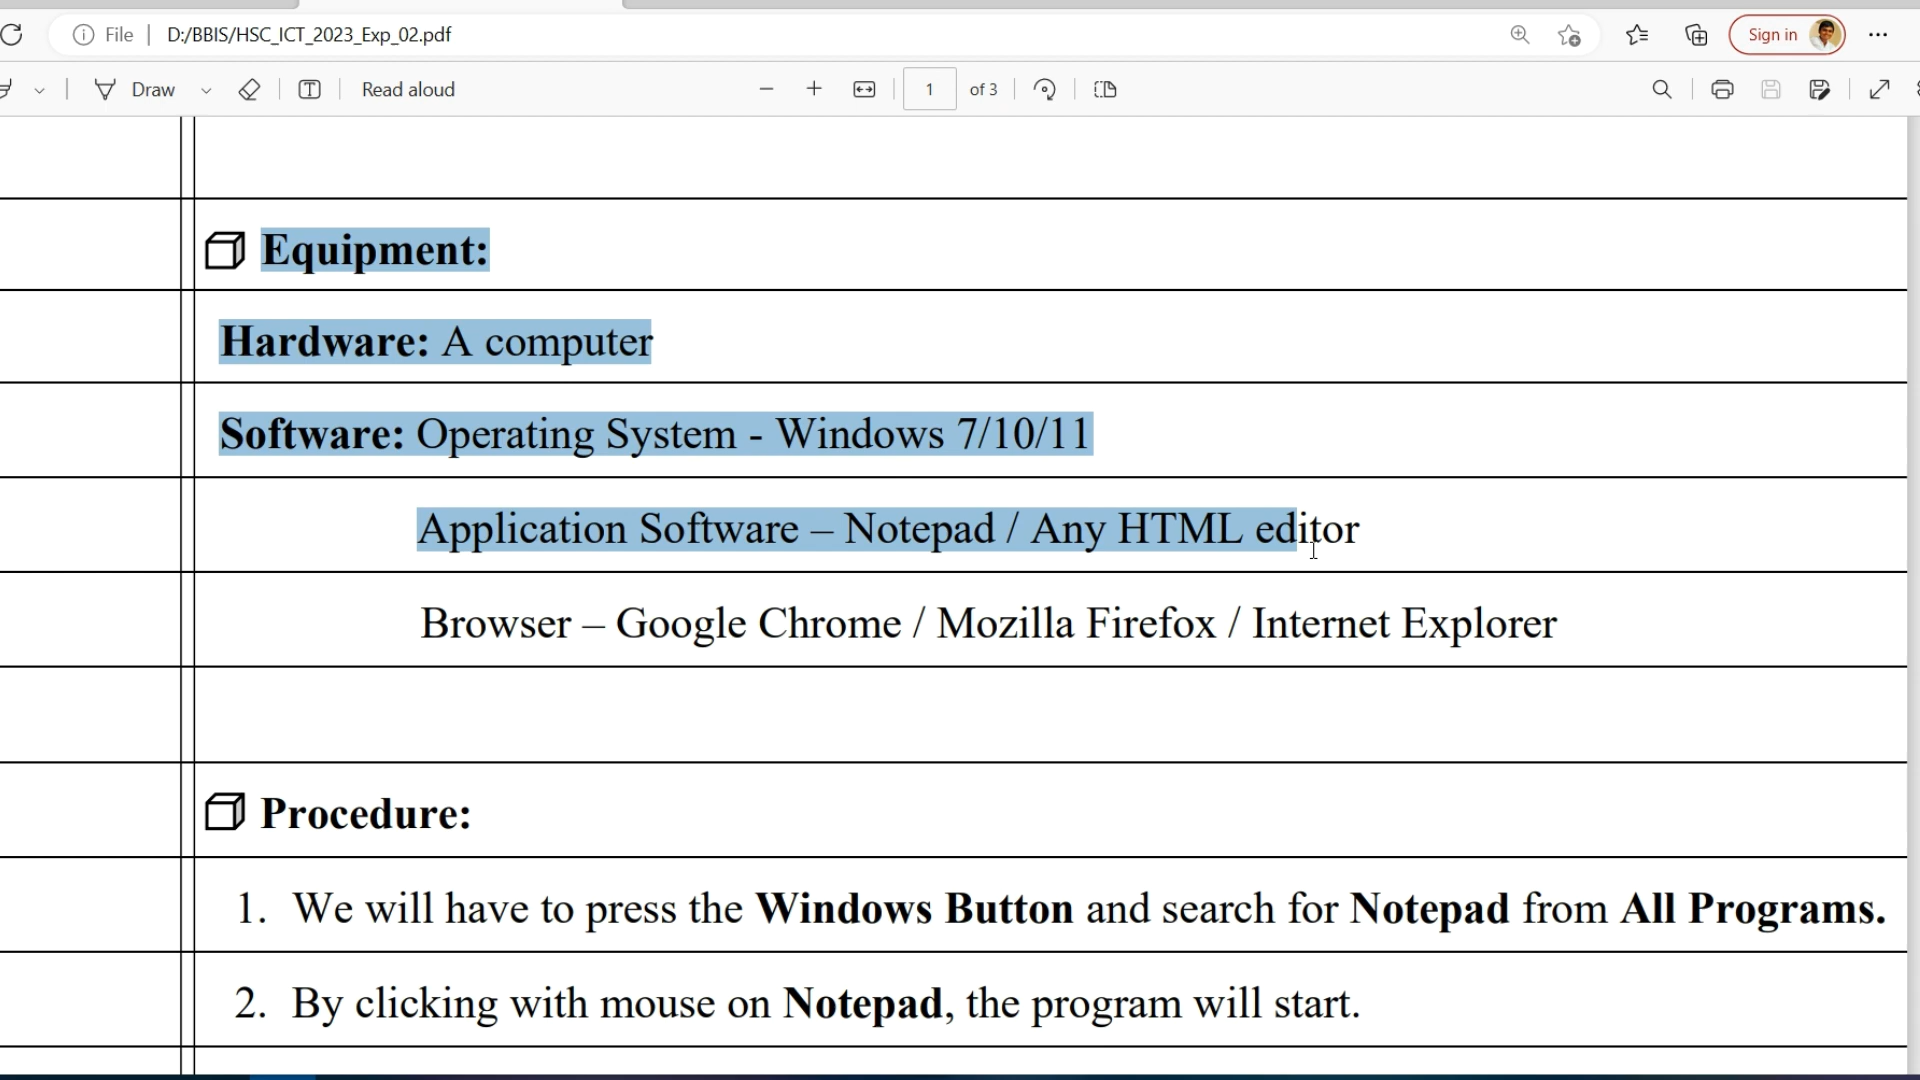 File | D:/BBIS/HSC_ICT_2023_Exp_02.pdf
Sign in
Draw
Read aloud
1 of 3
Equipment:
Hardware: A computer
Software: Operating System - Windows 7/10/11
Application Software – Notepad / Any HTML editor
Browser – Google Chrome / Mozilla Firefox / Internet Explorer
Procedure:
1. We will have to press the Windows Button and search for Notepad from All Programs.
2. By clicking with mouse on Notepad, the program will start.